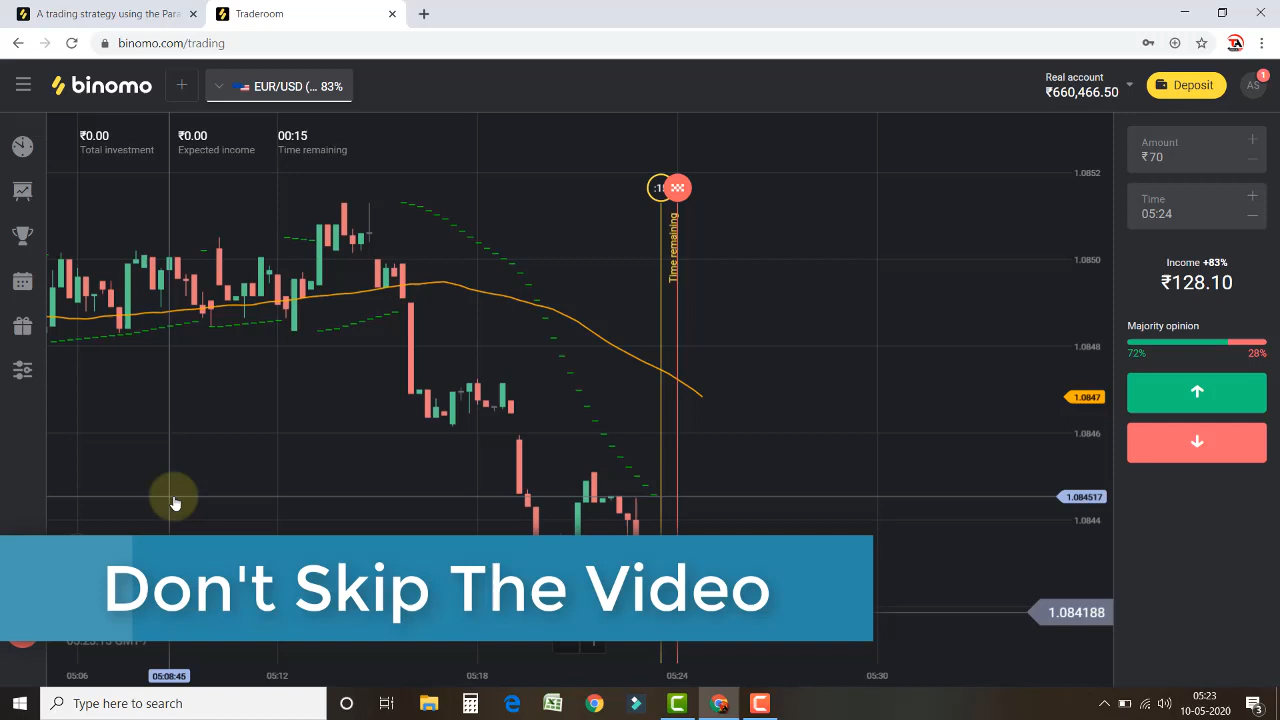 A trading strategy using the Para
Traderoom
binomo.com/trading
binomo
EUR/USD (... 83%
Real account
₹660,466.50
Deposit
AS
1
₹0.00
Total investment
₹0.00
Expected income
00:15
Time remaining
Time remaining
1.0852
1.0850
1.0848
1.0847
1.0846
1.084517
1.0844
1.084188
Amount
₹70
Time
05:24
Income +83%
₹128.10
Majority opinion
72%
28%
Don't Skip The Video
05:06
05:08:45
05:12
05:18
05:24
05:30
Type here to search
05:23
10-05-2020
3